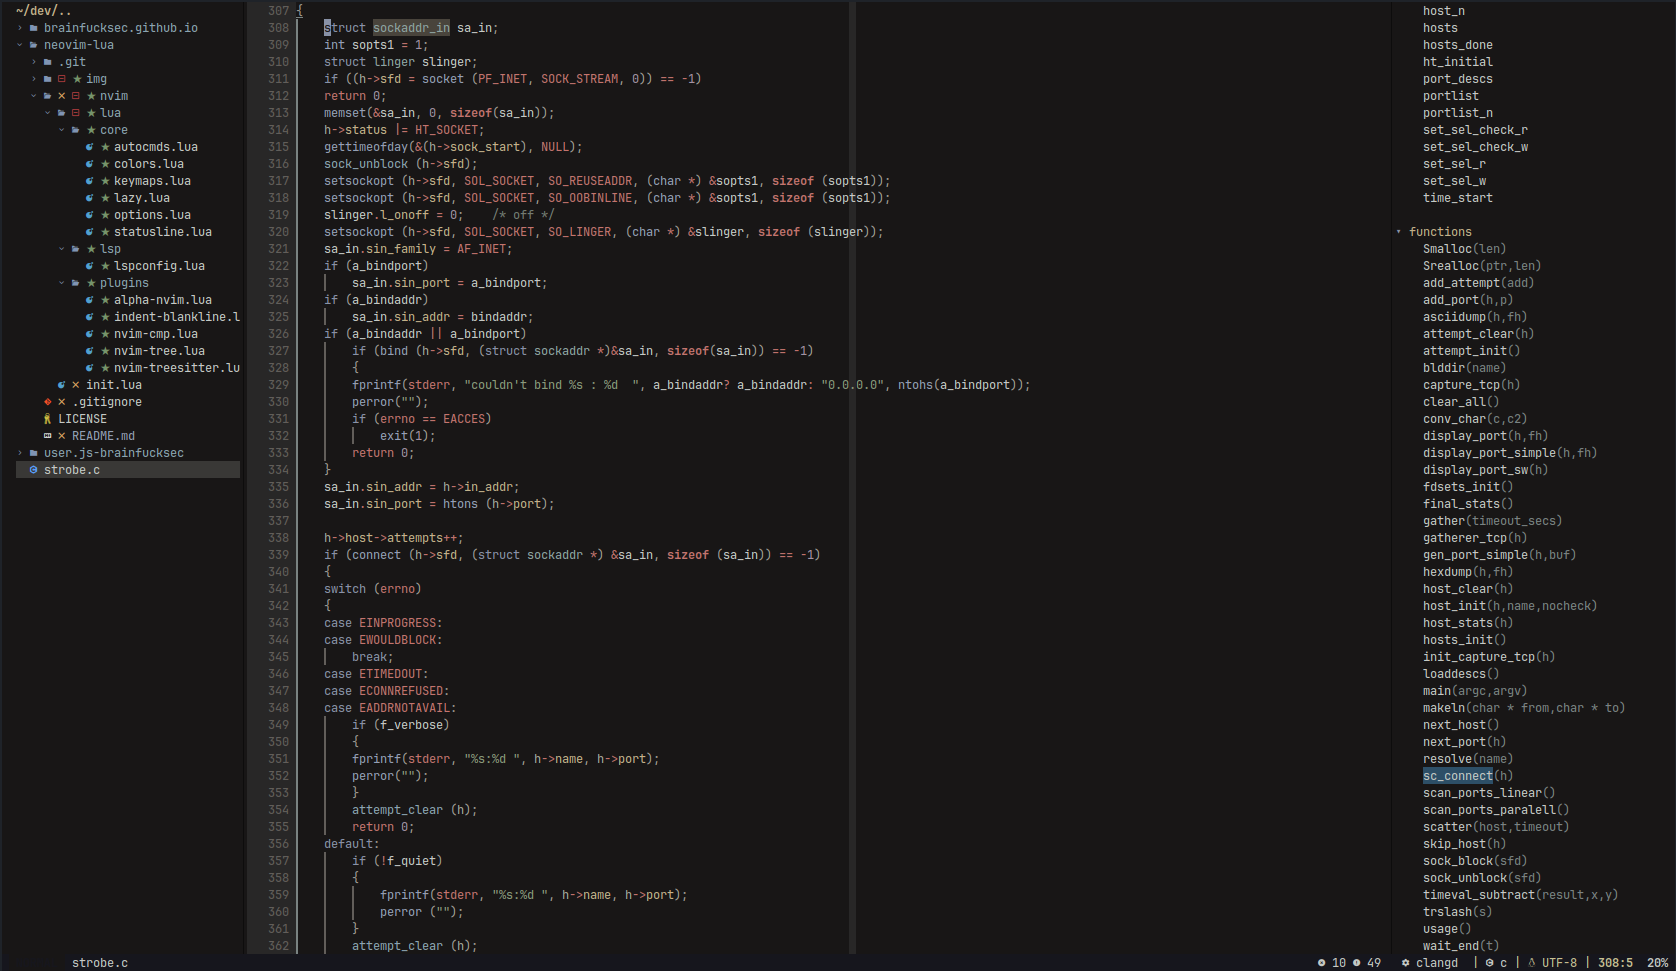 ~/dev/..
brainfucksec.github.io
neovim-lua
.git
img
nvim
lua
core
autocmds.lua
colors.lua
keymaps.lua
lazy.lua
options.lua
statusline.lua
lsp
lspconfig.lua
plugins
alpha-nvim.lua
indent-blankline.l
nvim-cmp.lua
nvim-tree.lua
nvim-treesitter.lu
init.lua
.gitignore
LICENSE
README.md
user.js-brainfucksec
strobe.c
307 {
308 struct sockaddr_in sa_in;
309 int sopts1 = 1;
310 struct linger slinger;
311 if ((h->sfd = socket (PF_INET, SOCK_STREAM, 0)) == -1)
312 return 0;
313 memset(&sa_in, 0, sizeof(sa_in));
314 h->status |= HT_SOCKET;
315 gettimeofday(&(h->sock_start), NULL);
316 sock_unblock (h->sfd);
317 setsockopt (h->sfd, SOL_SOCKET, SO_REUSEADDR, (char *) &sopts1, sizeof (sopts1));
318 setsockopt (h->sfd, SOL_SOCKET, SO_OOBINLINE, (char *) &sopts1, sizeof (sopts1));
319 slinger.l_onoff = 0; /* off */
320 setsockopt (h->sfd, SOL_SOCKET, SO_LINGER, (char *) &slinger, sizeof (slinger));
321 sa_in.sin_family = AF_INET;
322 if (a_bindport)
323 sa_in.sin_port = a_bindport;
324 if (a_bindaddr)
325 sa_in.sin_addr = bindaddr;
326 if (a_bindaddr || a_bindport)
327 if (bind (h->sfd, (struct sockaddr *)&sa_in, sizeof(sa_in)) == -1)
328 {
329 fprintf(stderr, "couldn't bind %s : %d  ", a_bindaddr? a_bindaddr: "0.0.0.0", ntohs(a_bindport));
330 perror("");
331 if (errno == EACCES)
332 exit(1);
333 return 0;
334 }
335 sa_in.sin_addr = h->in_addr;
336 sa_in.sin_port = htons (h->port);
337
338 h->host->attempts++;
339 if (connect (h->sfd, (struct sockaddr *) &sa_in, sizeof (sa_in)) == -1)
340 {
341 switch (errno)
342 {
343 case EINPROGRESS:
344 case EWOULDBLOCK:
345 break;
346 case ETIMEDOUT:
347 case ECONNREFUSED:
348 case EADDRNOTAVAIL:
349 if (f_verbose)
350 {
351 fprintf(stderr, "%s:%d ", h->name, h->port);
352 perror("");
353 }
354 attempt_clear (h);
355 return 0;
356 default:
357 if (!f_quiet)
358 {
359 fprintf(stderr, "%s:%d ", h->name, h->port);
360 perror ("");
361 }
362 attempt_clear (h);
host_n
hosts
hosts_done
ht_initial
port_descs
portlist
portlist_n
set_sel_check_r
set_sel_check_w
set_sel_r
set_sel_w
time_start
functions
Smalloc(len)
Srealloc(ptr,len)
add_attempt(add)
add_port(h,p)
asciidump(h,fh)
attempt_clear(h)
attempt_init()
blddir(name)
capture_tcp(h)
clear_all()
conv_char(c,c2)
display_port(h,fh)
display_port_simple(h,fh)
display_port_sw(h)
fdsets_init()
final_stats()
gather(timeout_secs)
gatherer_tcp(h)
gen_port_simple(h,buf)
hexdump(h,fh)
host_clear(h)
host_init(h,name,nocheck)
host_stats(h)
hosts_init()
init_capture_tcp(h)
loaddescs()
main(argc,argv)
makeln(char * from,char * to)
next_host()
next_port(h)
resolve(name)
sc_connect(h)
scan_ports_linear()
scan_ports_paralell()
scatter(host,timeout)
skip_host(h)
sock_block(sfd)
sock_unblock(sfd)
timeval_subtract(result,x,y)
trslash(s)
usage()
wait_end(t)
strobe.c
10 49 clangd | c | UTF-8 | 308:5 20%